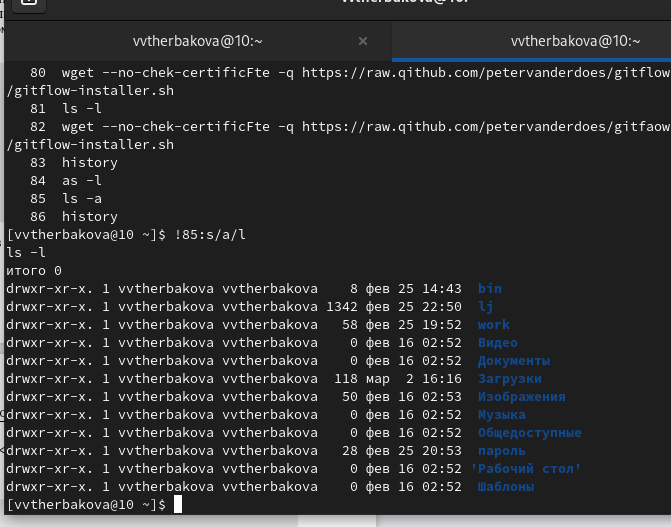 vvtherbakova@10:~ × vvtherbakova@10:~
80 wget --no-chek-certificFte -q https://raw.qithub.com/petervanderdoes/gitflow
/gitflow-installer.sh
81 ls -l
82 wget --no-chek-certificFte -q https://raw.qithub.com/petervanderdoes/gitfaow
/gitflow-installer.sh
83 history
84 as -l
85 ls -a
86 history
[vvtherbakova@10 ~]$ !85:s/a/l
ls -l
итого 0
drwxr-xr-x. 1 vvtherbakova vvtherbakova 8 фев 25 14:43 bin
drwxr-xr-x. 1 vvtherbakova vvtherbakova 1342 фев 25 22:50 lj
drwxr-xr-x. 1 vvtherbakova vvtherbakova 58 фев 25 19:52 work
drwxr-xr-x. 1 vvtherbakova vvtherbakova 0 фев 16 02:52 Видео
drwxr-xr-x. 1 vvtherbakova vvtherbakova 0 фев 16 02:52 Документы
drwxr-xr-x. 1 vvtherbakova vvtherbakova 118 мар 2 16:16 Загрузки
drwxr-xr-x. 1 vvtherbakova vvtherbakova 50 фев 16 02:53 Изображения
drwxr-xr-x. 1 vvtherbakova vvtherbakova 0 фев 16 02:52 Музыка
drwxr-xr-x. 1 vvtherbakova vvtherbakova 0 фев 16 02:52 Общедоступные
drwxr-xr-x. 1 vvtherbakova vvtherbakova 28 фев 25 20:53 пароль
drwxr-xr-x. 1 vvtherbakova vvtherbakova 0 фев 16 02:52 'Рабочий стол'
drwxr-xr-x. 1 vvtherbakova vvtherbakova 0 фев 16 02:52 Шаблоны
[vvtherbakova@10 ~]$